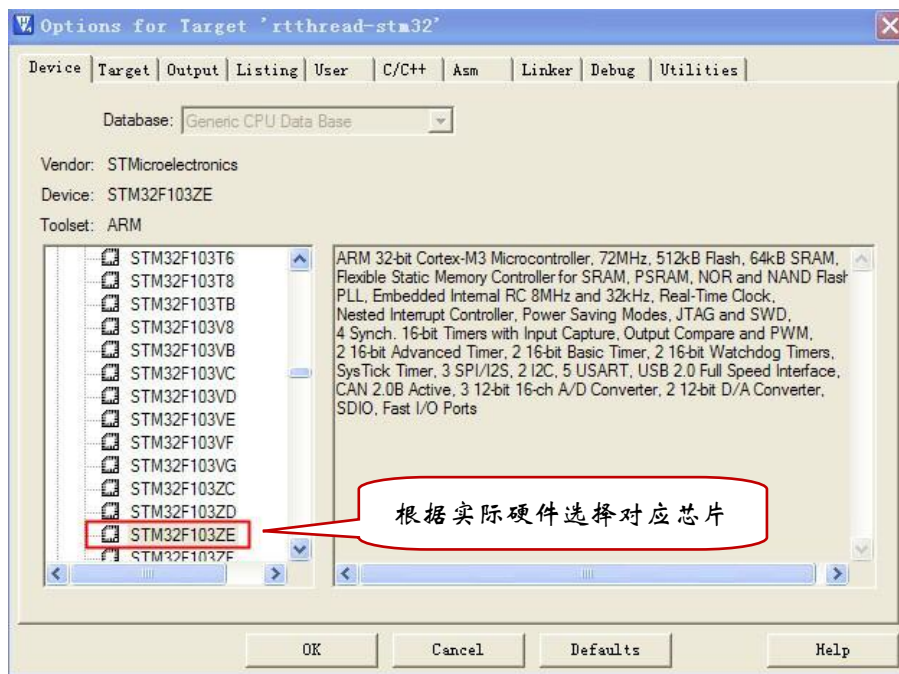 Options for Target 'rtthread-stm32'
Device Target Output Listing User C/C++ Asm Linker Debug Utilities
Database: Generic CPU Data Base
Vendor: STMicroelectronics
Device: STM32F103ZE
Toolset: ARM
STM32F103T6
STM32F103T8
STM32F103TB
STM32F103V8
STM32F103VB
STM32F103VC
STM32F103VD
STM32F103VE
STM32F103VF
STM32F103VG
STM32F103ZC
STM32F103ZD
STM32F103ZE
STM32F103ZF
ARM 32-bit Cortex-M3 Microcontroller, 72MHz, 512kB Flash, 64kB SRAM,
Flexible Static Memory Controller for SRAM, PSRAM, NOR and NAND Flash
PLL, Embedded Internal RC 8MHz and 32kHz, Real-Time Clock,
Nested Interrupt Controller, Power Saving Modes, JTAG and SWD,
4 Synch. 16-bit Timers with Input Capture, Output Compare and PWM,
2 16-bit Advanced Timer, 2 16-bit Basic Timer, 2 16-bit Watchdog Timers,
SysTick Timer, 3 SPI/I2S, 2 I2C, 5 USART, USB 2.0 Full Speed Interface,
CAN 2.0B Active, 3 12-bit 16-ch A/D Converter, 2 12-bit D/A Converter,
SDIO, Fast I/O Ports
根据实际硬件选择对应芯片
OK Cancel Defaults Help